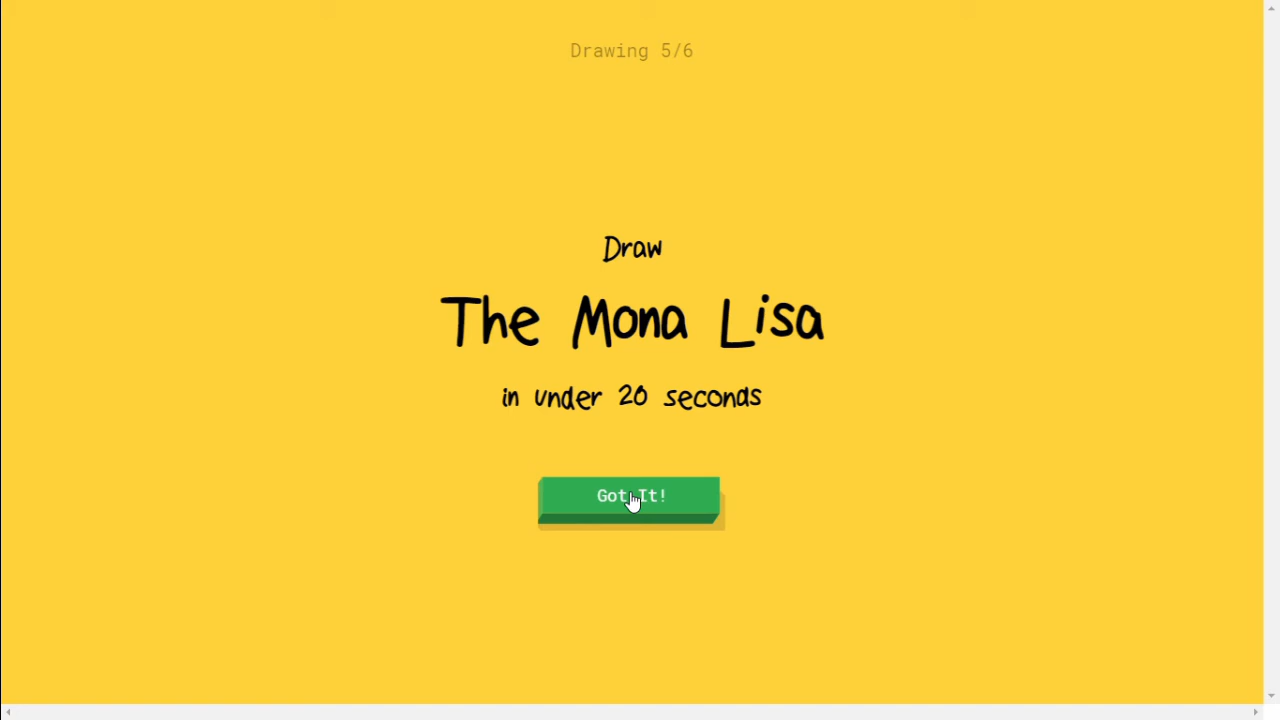 Drawing 5/6
Draw
The Mona Lisa
in under 20 seconds
Got It!